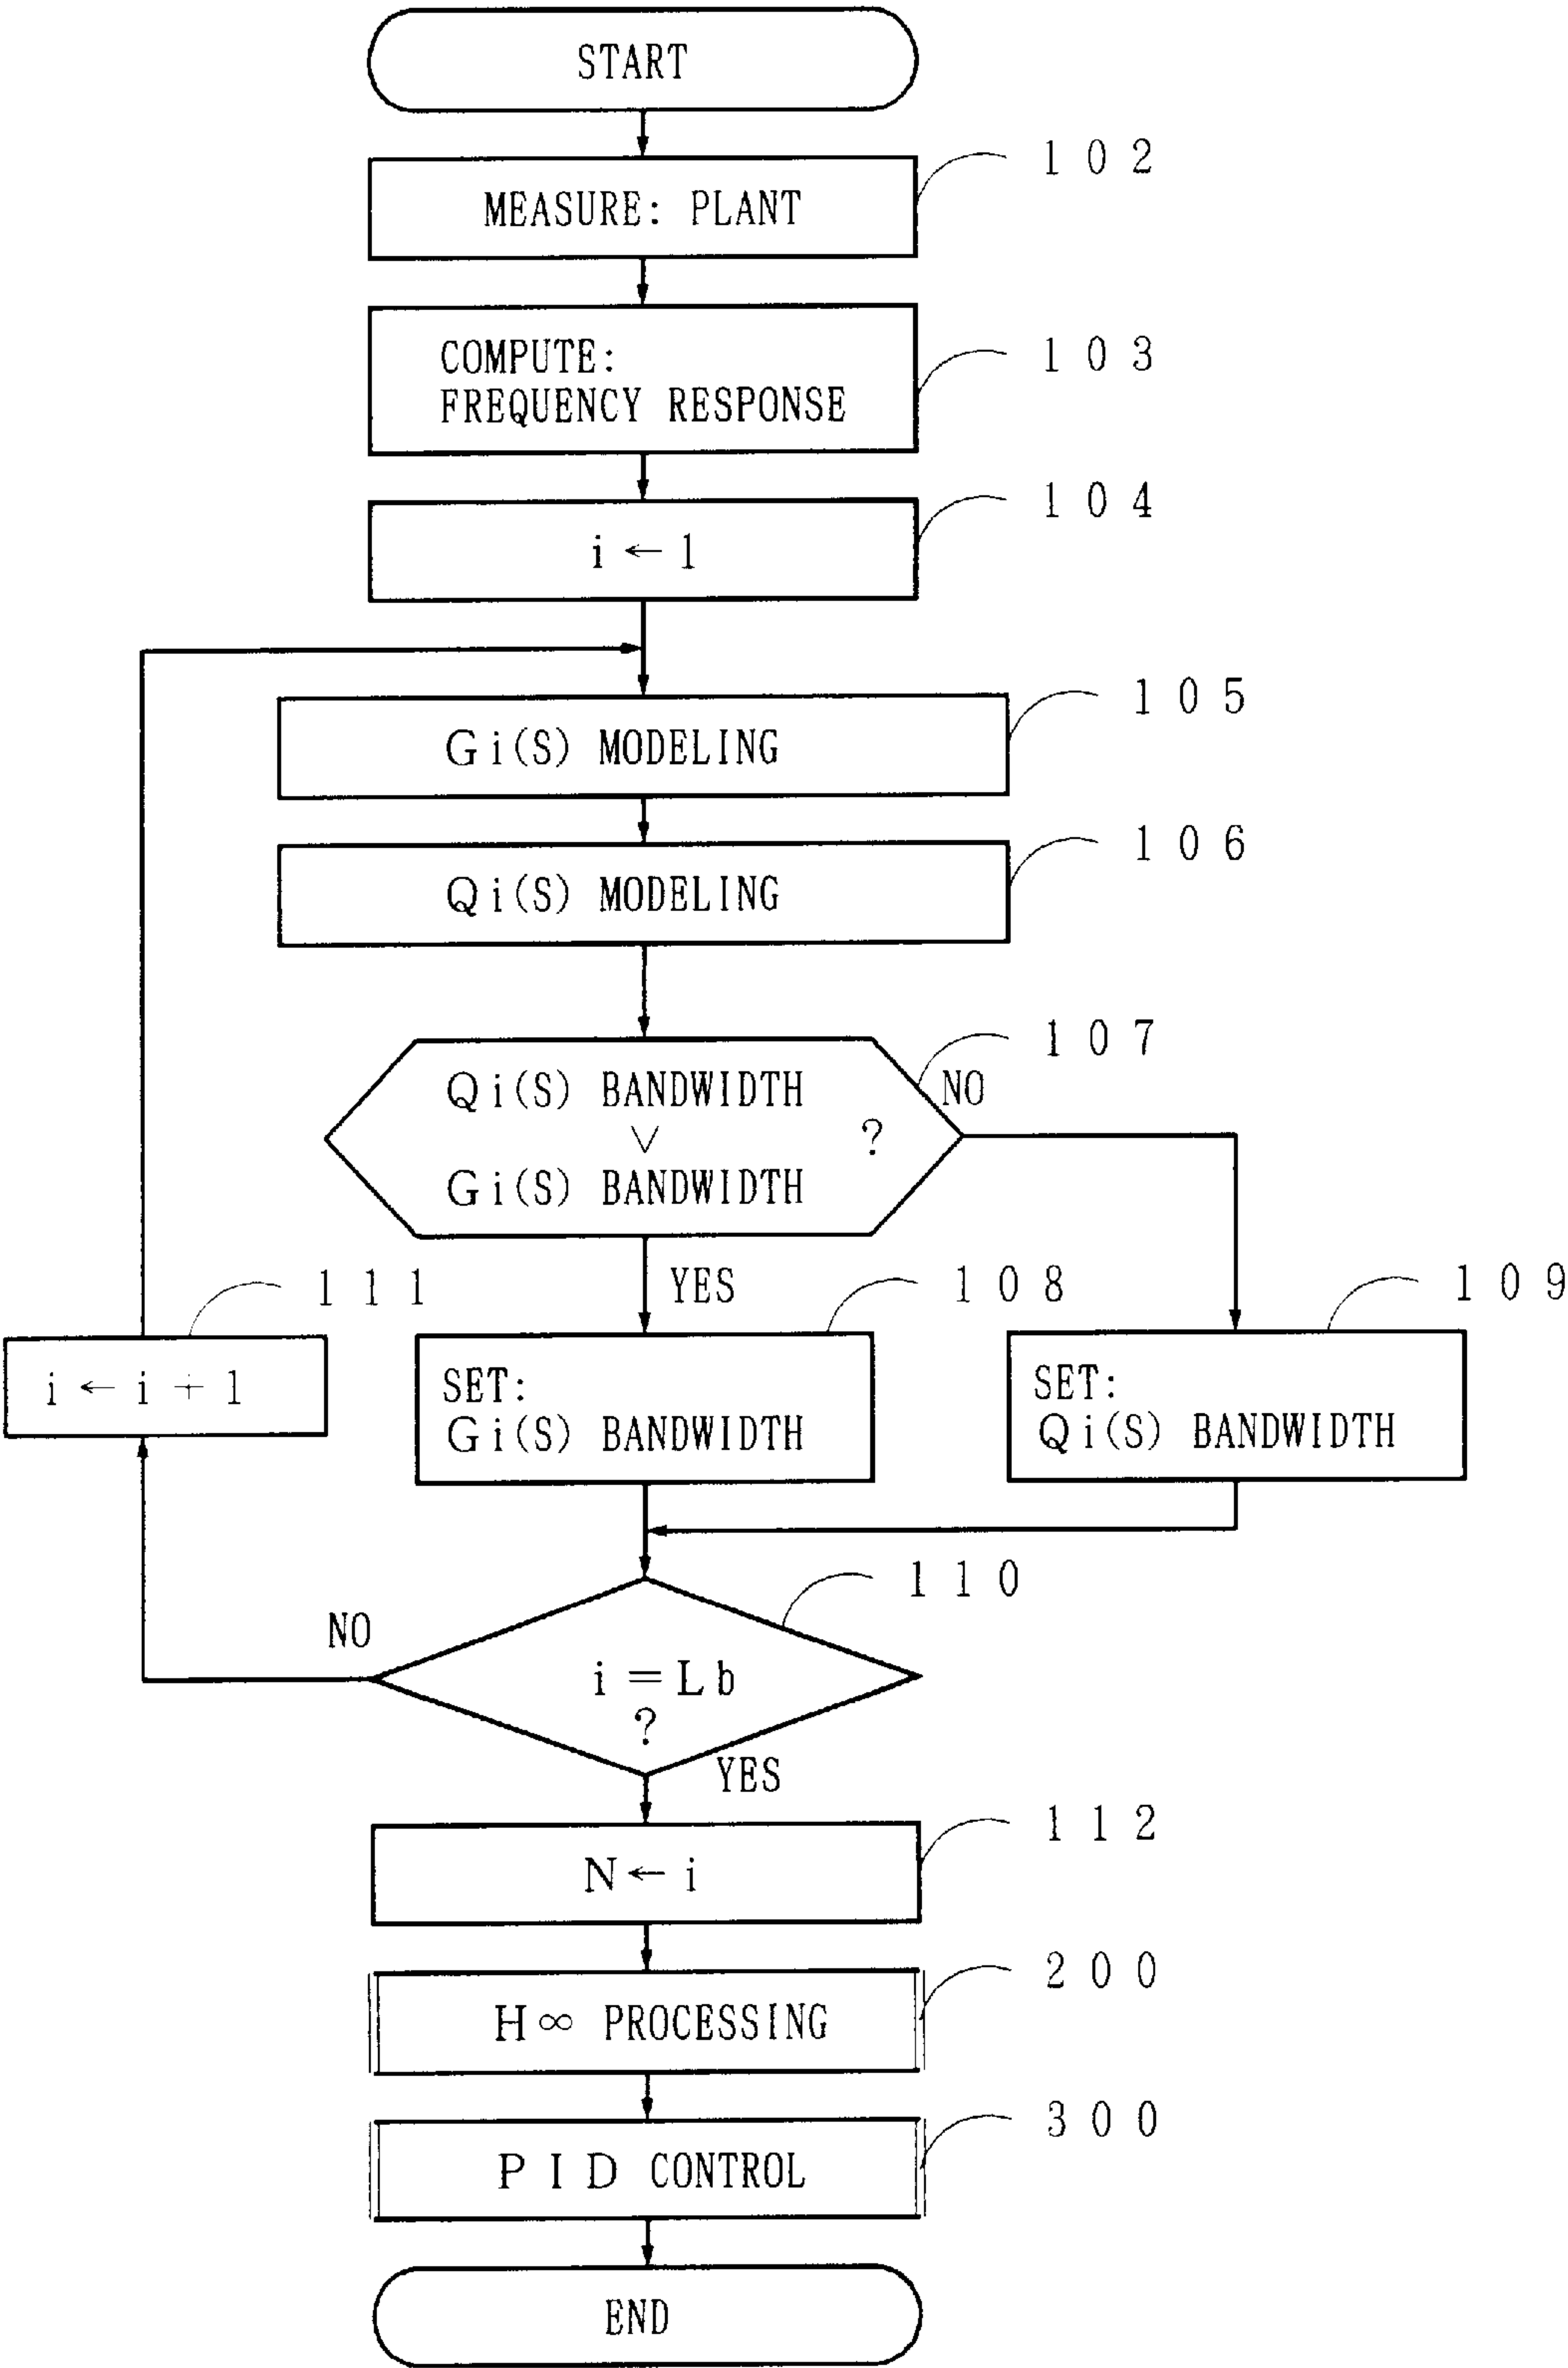 START
102
MEASURE: PLANT
103
COMPUTE:
FREQUENCY RESPONSE
104
i ← 1
105
Gi(S) MODELING
106
Qi(S) MODELING
107
NO
Qi(S) BANDWIDTH
∨ ?
Gi(S) BANDWIDTH
YES
111
108
109
i ← i + 1
SET:
Gi(S) BANDWIDTH
SET:
Qi(S) BANDWIDTH
110
NO
i = Lb
?
YES
112
N ← i
200
H∞ PROCESSING
300
PID CONTROL
END